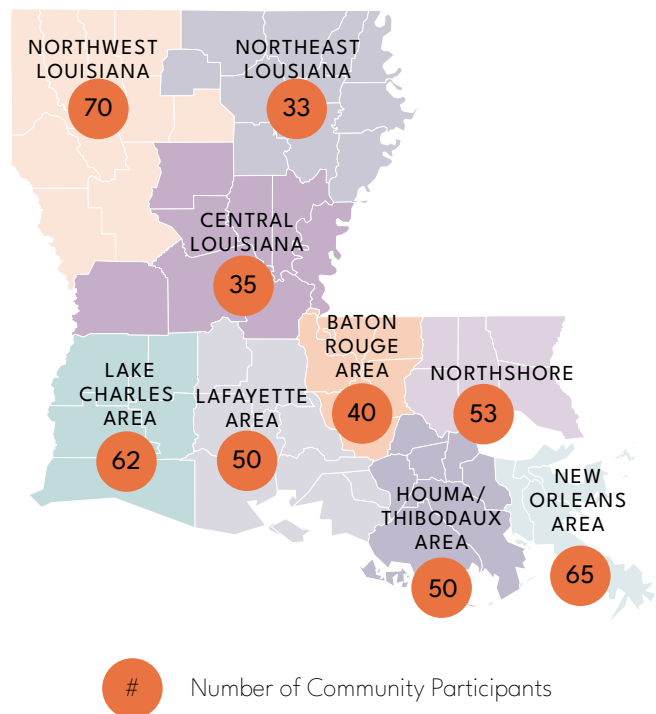 NORTHWEST
LOUISIANA
70
NORTHEAST
LOUSIANA
33
CENTRAL
LOUISIANA
35
BATON
ROUGE
AREA
40
NORTHSHORE
53
LAKE
CHARLES
AREA
62
LAFAYETTE
AREA
50
HOUMA/
THIBODAUX
AREA
50
NEW
ORLEANS
AREA
65
# Number of Community Participants